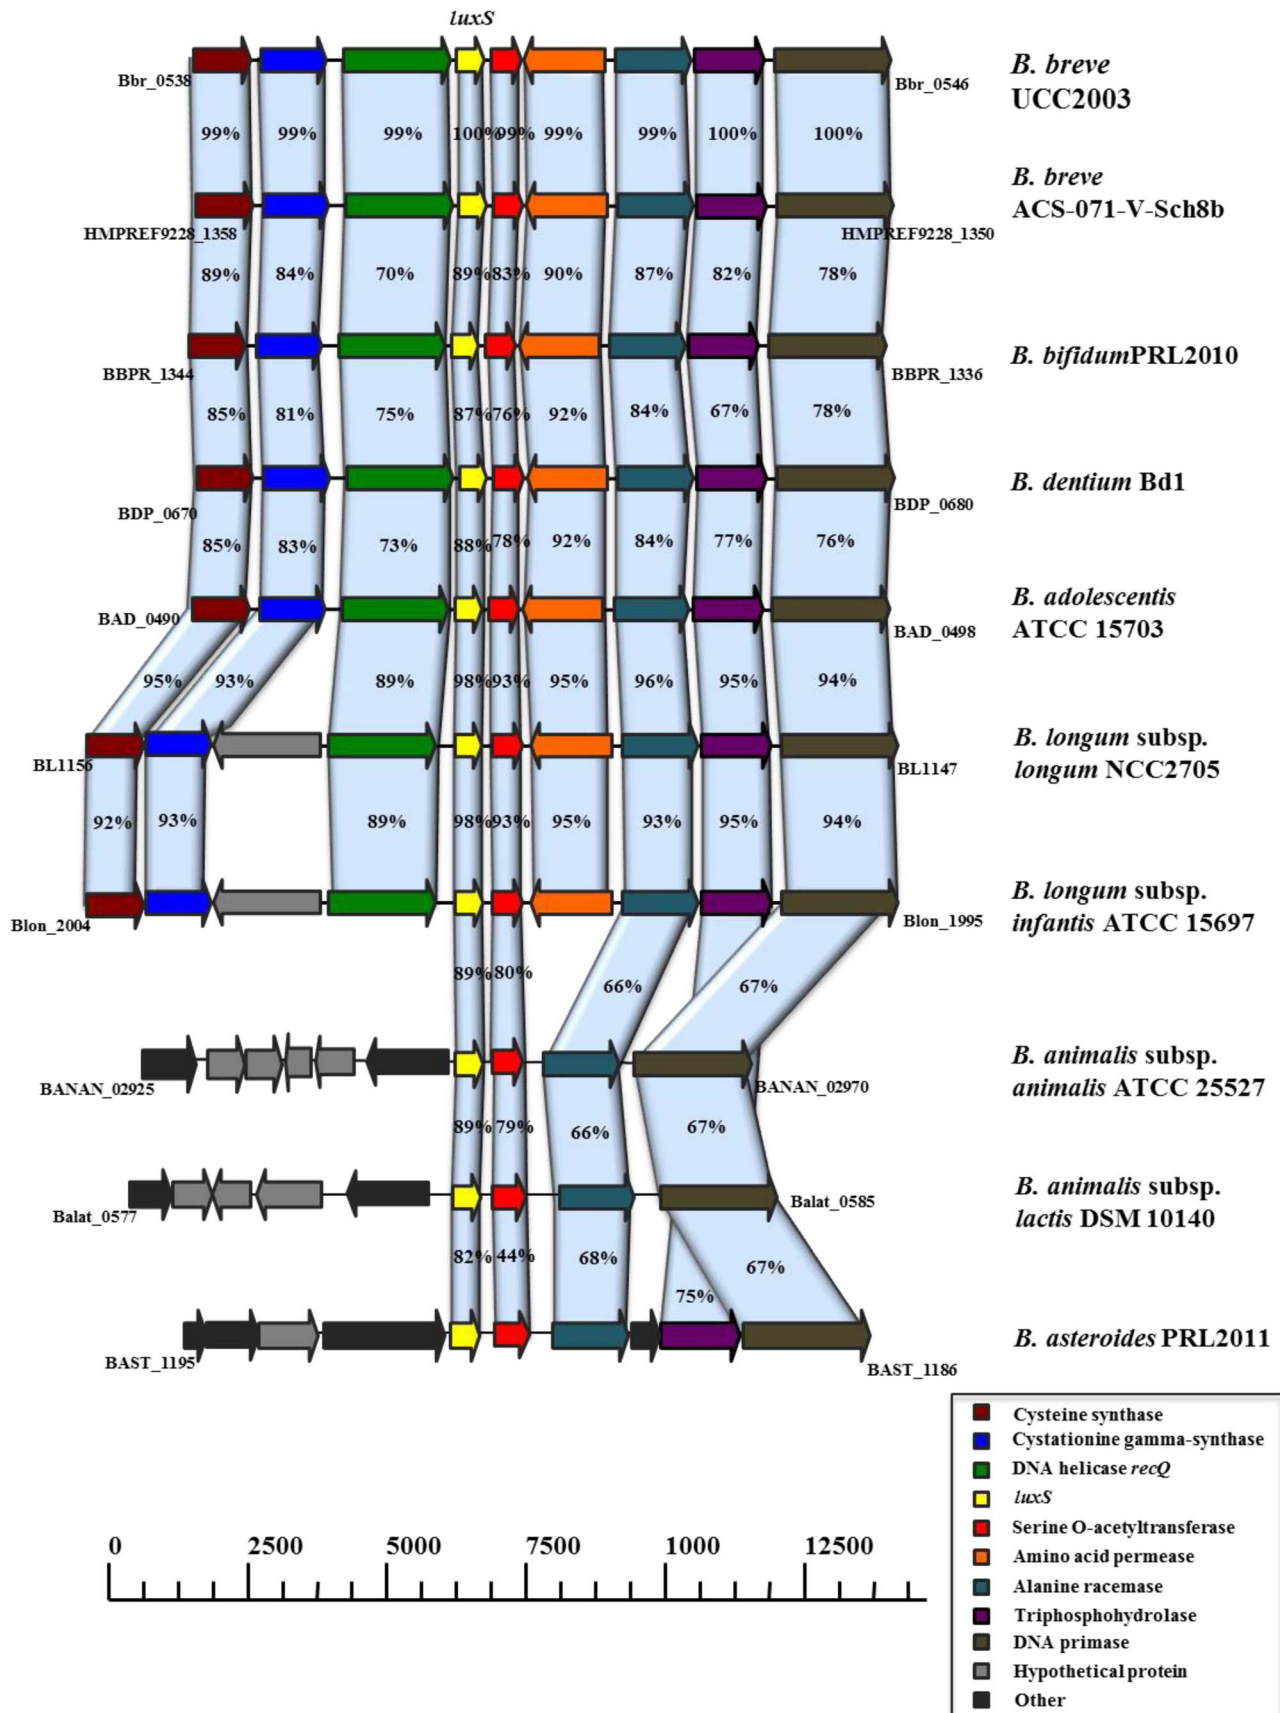 luxS
Bbr_0538
Bbr_0546
B. breve
UCC2003
99% 99% 99% 100% 99% 99% 99% 100% 100%
B. breve
ACS-071-V-Sch8b
HMPREF9228_1358
HMPREF9228_1350
89% 84% 70% 89% 83% 90% 87% 82% 78%
B. bifidumPRL2010
BBPR_1344
BBPR_1336
85% 81% 75% 87% 76% 92% 84% 67% 78%
B. dentium Bd1
BDP_0670
BDP_0680
85% 83% 73% 88% 78% 92% 84% 77% 76%
B. adolescentis
ATCC 15703
BAD_0490
BAD_0498
95% 93% 89% 98% 93% 95% 96% 95% 94%
B. longum subsp.
longum NCC2705
BL1156
BL1147
92% 93% 89% 98% 93% 95% 93% 95% 94%
B. longum subsp.
infantis ATCC 15697
Blon_2004
Blon_1995
89% 80% 66% 67%
B. animalis subsp.
animalis ATCC 25527
BANAN_02925
BANAN_02970
89% 79% 66% 67%
B. animalis subsp.
lactis DSM 10140
Balat_0577
Balat_0585
82% 44% 68% 75% 67%
B. asteroides PRL2011
BAST_1195
BAST_1186
Cysteine synthase
Cystationine gamma-synthase
DNA helicase recQ
luxS
Serine O-acetyltransferase
Amino acid permease
Alanine racemase
Triphosphohydrolase
DNA primase
Hypothetical protein
Other
0 2500 5000 7500 1000 12500